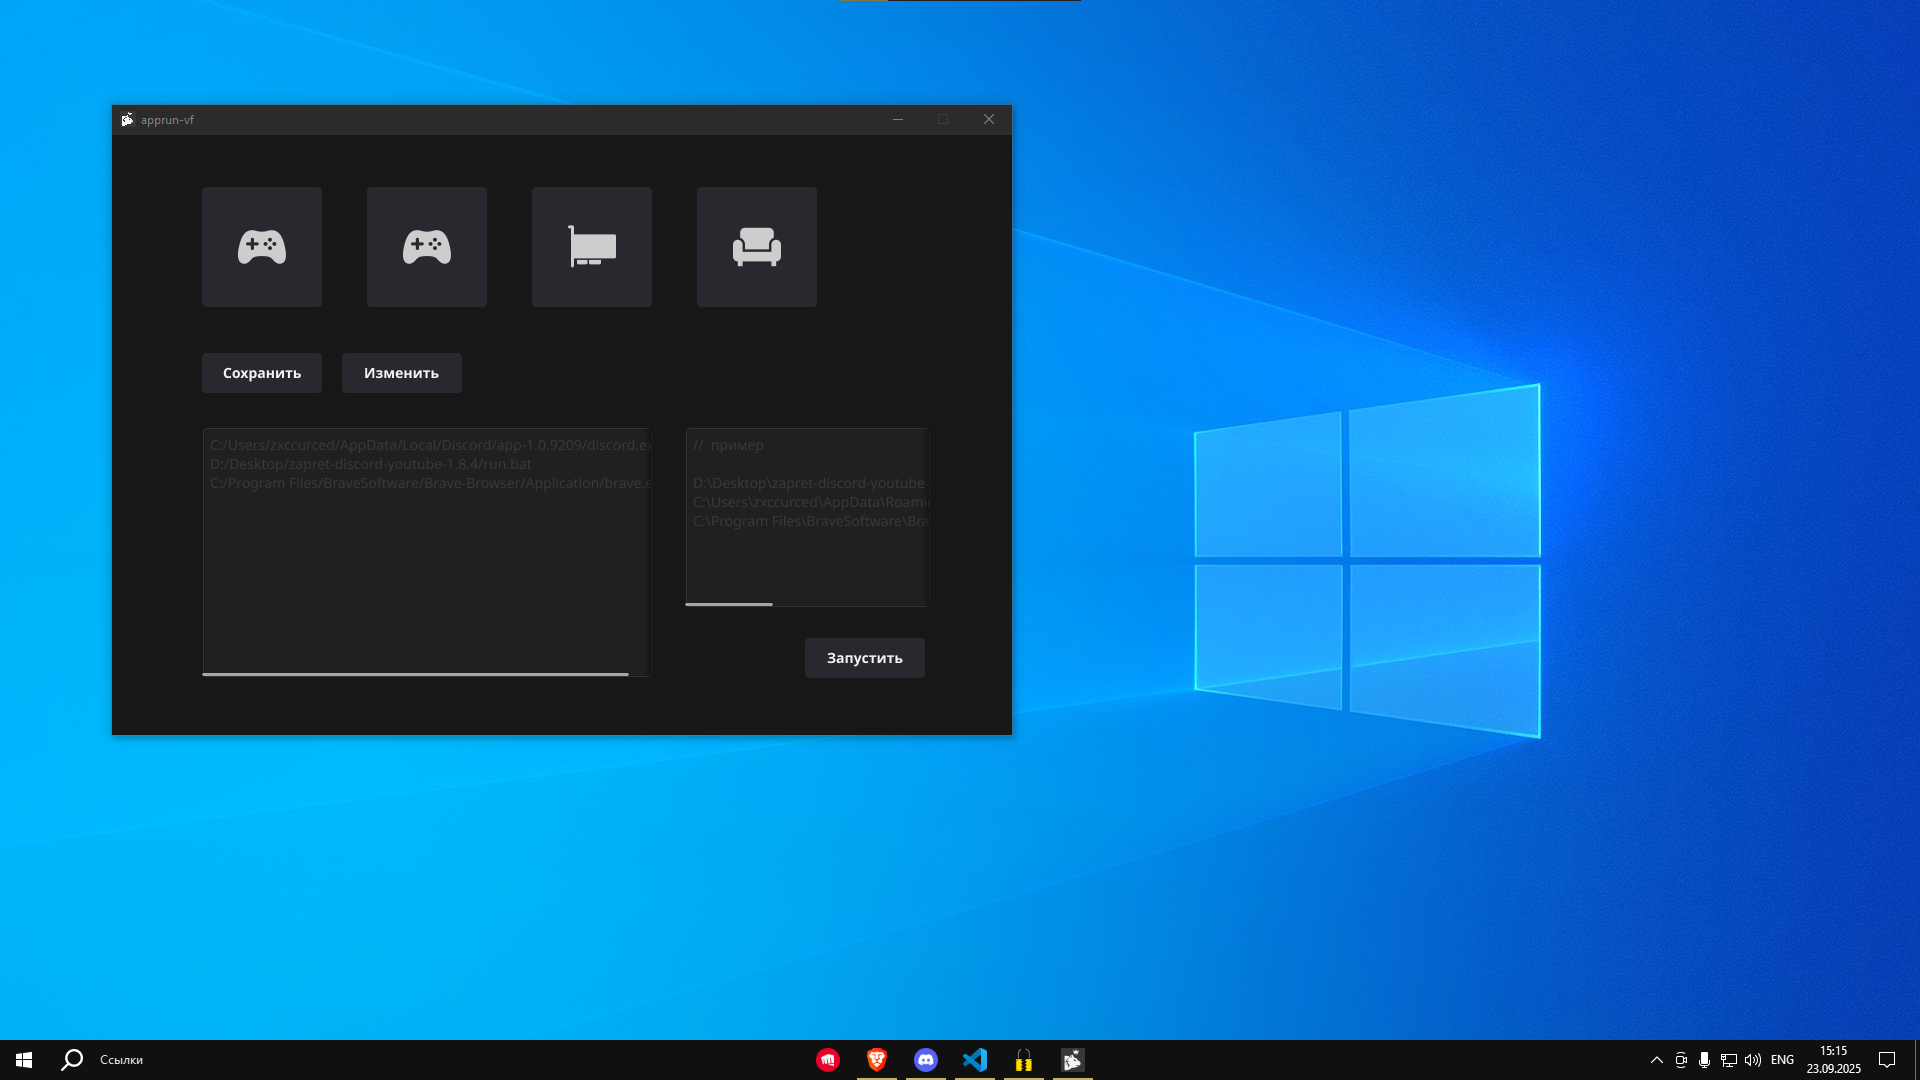 apprun-vf
Сохранить
Изменить
C:/Users/zxccurced/AppData/Local/Discord/app-1.0.9209/discord.ex
D:/Desktop/zapret-discord-youtube-1.8.4/run.bat
C:/Program Files/BraveSoftware/Brave-Browser/Application/brave.e
// пример
D:\Desktop\zapret-discord-youtube-
C:\Users\zxccurced\AppData\Roami
C:\Program Files\BraveSoftware\Bra
Запустить
Ссылки
ENG
15:15
23.09.2025